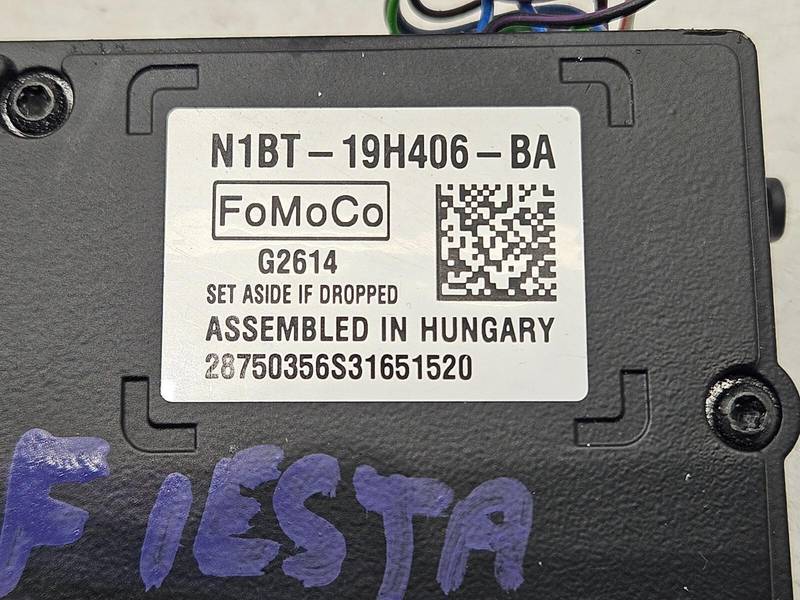 N1BT-19H406-BA
FoMoCo
G2614
SET ASIDE IF DROPPED
ASSEMBLED IN HUNGARY
28750356S31651520
FIESTA